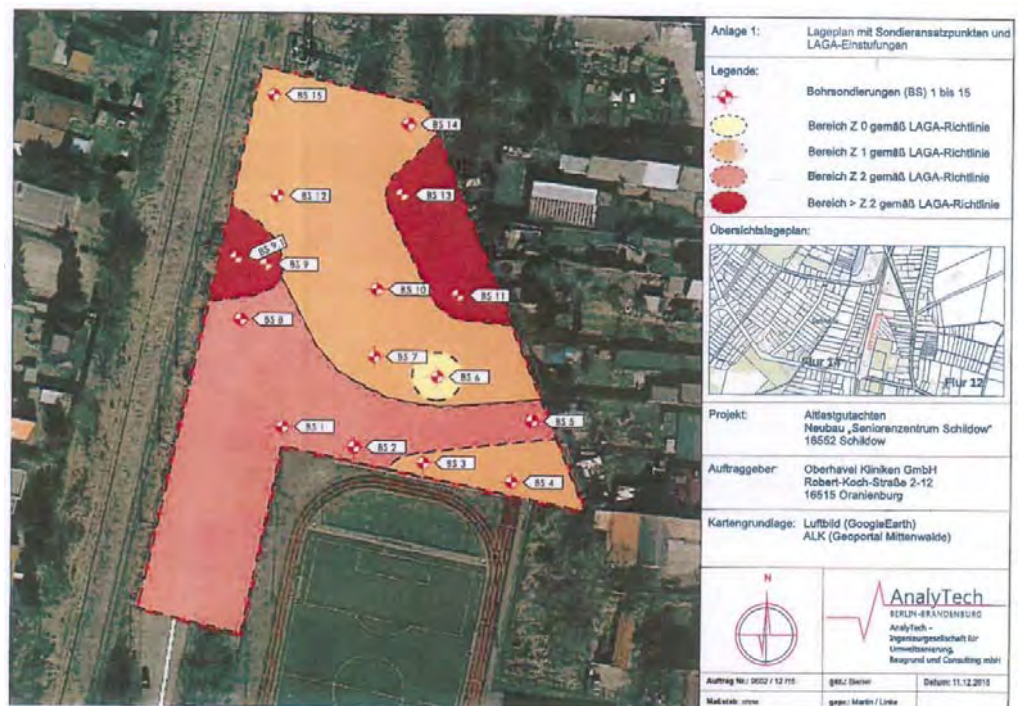 Anlage 1:
Lageplan mit Sondieransatzpunkten und
LAGA-Einstufungen
Legende:
Bohrsondierungen (BS) 1 bis 15
Bereich Z 0 gemäß LAGA-Richtlinie
Bereich Z 1 gemäß LAGA-Richtlinie
Bereich Z 2 gemäß LAGA-Richtlinie
Bereich > Z 2 gemäß LAGA-Richtlinie
Übersichtslageplan:
Flur 14
Flur 12
Projekt:
Altlastgutachten
Neubau „Seniorenzentrum Schildow"
16552 Schildow
Auftraggeber
Oberhavel Kliniken GmbH
Robert-Koch-Straße 2-12
16515 Oranienburg
Kartengrundlage:
Luftbild (GoogleEarth)
ALK (Geoportal Mittenwalde)
N
AnalyTech
BERLIN-BRANDENBURG
AnalyTech –
Ingenieurgesellschaft für
Umweltsanierung,
Baugrund und Consulting mbH
Auftrag Nr.:
gez.:
Datum: 11.12.2015
Maßstab: ohne
gepr.: Martin / Linke
BS 15
BS 14
BS 12
BS 13
BS 9.1
BS 9
BS 10
BS 11
BS 8
BS 7
BS 6
BS 1
BS 5
BS 2
BS 3
BS 4